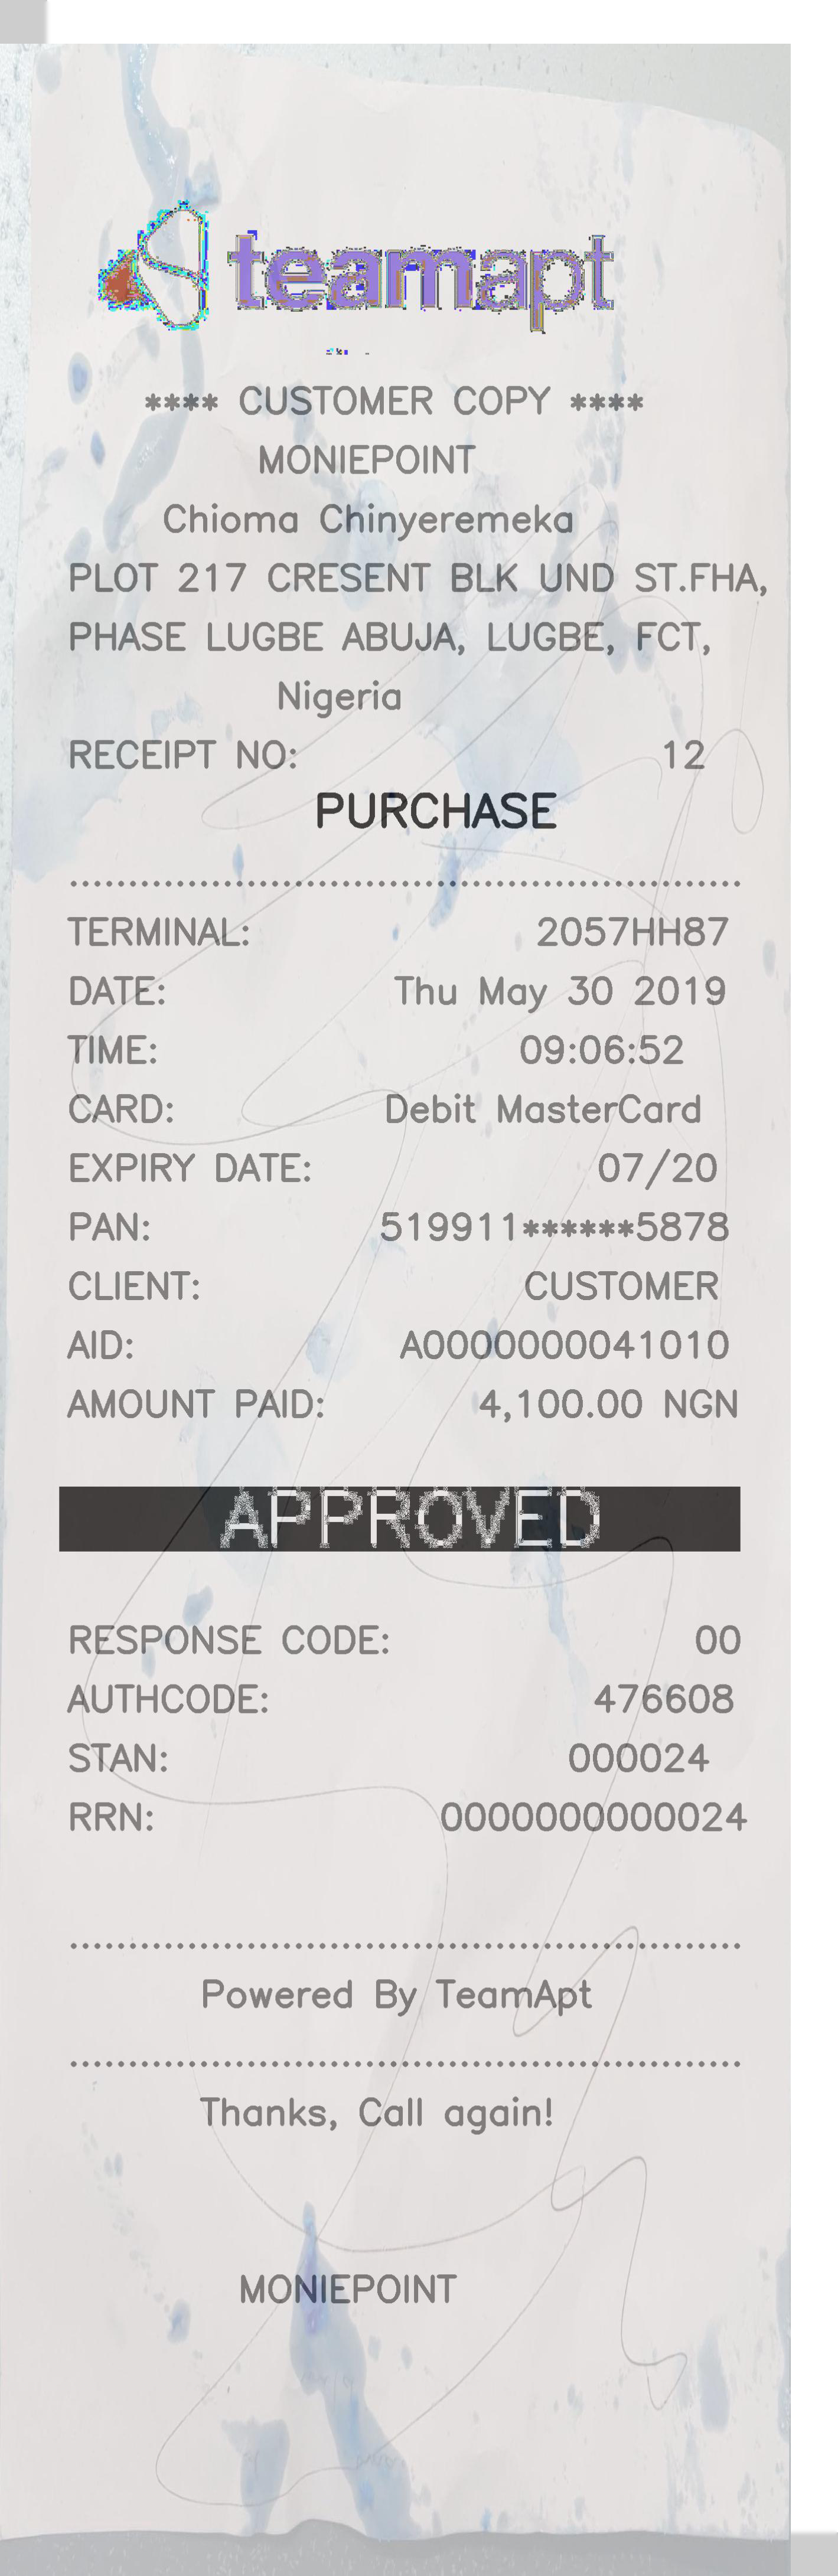 teamapt
**** CUSTOMER COPY ****
MONIEPOINT
Chioma Chinyeremeka
PLOT 217 CRESENT BLK UND ST.FHA,
PHASE LUGBE ABUJA, LUGBE, FCT,
Nigeria
RECEIPT NO: 12
PURCHASE
TERMINAL: 2057HH87
DATE: Thu May 30 2019
TIME: 09:06:52
CARD: Debit MasterCard
EXPIRY DATE: 07/20
PAN: 519911******5878
CLIENT: CUSTOMER
AID: A0000000041010
AMOUNT PAID: 4,100.00 NGN
APPROVED
RESPONSE CODE: 00
AUTHCODE: 476608
STAN: 000024
RRN: 0000000000024
Powered By TeamApt
Thanks, Call again!
MONIEPOINT